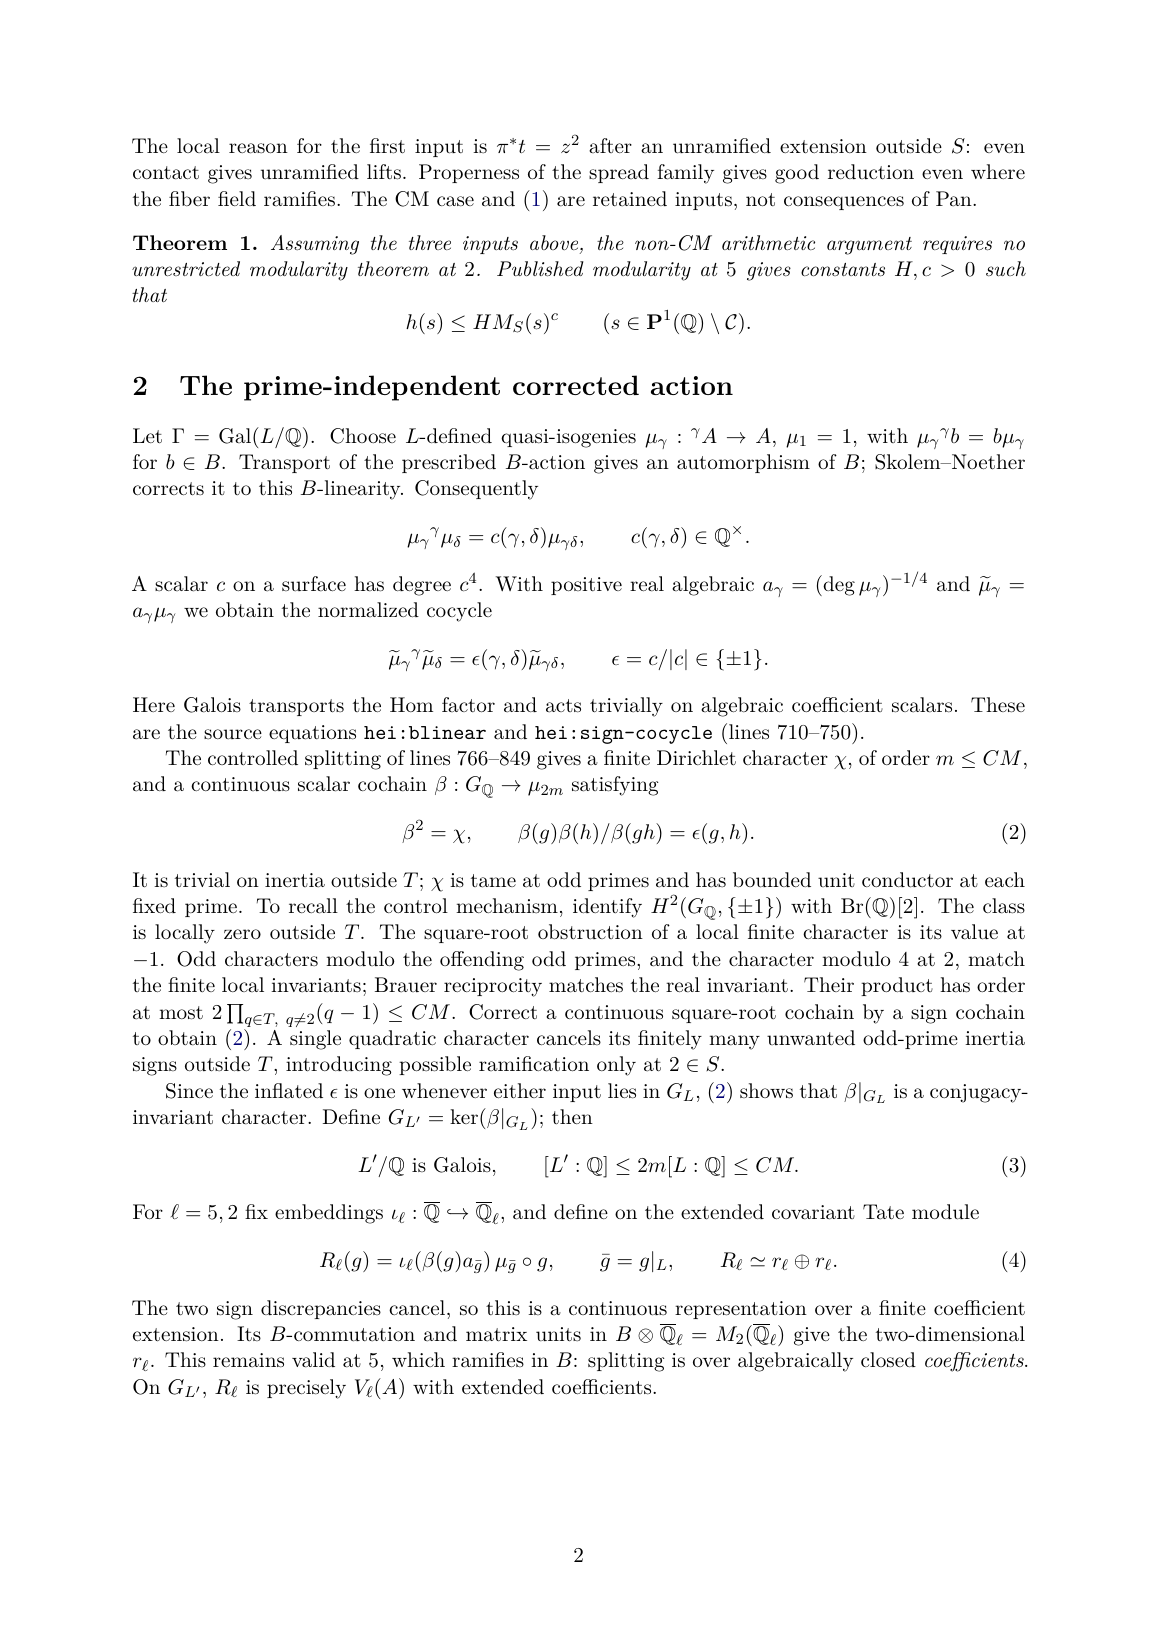 The local reason for the first input is π*t = z² after an unramified extension outside S: even
contact gives unramified lifts. Properness of the spread family gives good reduction even where
the fiber field ramifies. The CM case and (1) are retained inputs, not consequences of Pan.
Theorem 1. Assuming the three inputs above, the non-CM arithmetic argument requires no
unrestricted modularity theorem at 2. Published modularity at 5 gives constants H, c > 0 such
that
h(s) ≤ HM_S(s)^c (s ∈ P¹(ℚ) \ 𝒞).
2 The prime-independent corrected action
Let Γ = Gal(L/ℚ). Choose L-defined quasi-isogenies μ_γ : ^γA → A, μ₁ = 1, with μ_γ ^γb = bμ_γ
for b ∈ B. Transport of the prescribed B-action gives an automorphism of B; Skolem–Noether
corrects it to this B-linearity. Consequently
μ_γ ^γμ_δ = c(γ, δ)μ_γδ, c(γ, δ) ∈ ℚ^×.
A scalar c on a surface has degree c⁴. With positive real algebraic a_γ = (deg μ_γ)^{−1/4} and μ̃_γ =
a_γμ_γ we obtain the normalized cocycle
μ̃_γ ^γμ̃_δ = ϵ(γ, δ)μ̃_γδ, ϵ = c/|c| ∈ {±1}.
Here Galois transports the Hom factor and acts trivially on algebraic coefficient scalars. These
are the source equations hei:blinear and hei:sign-cocycle (lines 710–750).
The controlled splitting of lines 766–849 gives a finite Dirichlet character χ, of order m ≤ CM,
and a continuous scalar cochain β : G_ℚ → μ_{2m} satisfying
β² = χ, β(g)β(h)/β(gh) = ϵ(g, h). (2)
It is trivial on inertia outside T; χ is tame at odd primes and has bounded unit conductor at each
fixed prime. To recall the control mechanism, identify H²(G_ℚ, {±1}) with Br(ℚ)[2]. The class
is locally zero outside T. The square-root obstruction of a local finite character is its value at
−1. Odd characters modulo the offending odd primes, and the character modulo 4 at 2, match
the finite local invariants; Brauer reciprocity matches the real invariant. Their product has order
at most 2 ∏_{q∈T, q≠2}(q − 1) ≤ CM. Correct a continuous square-root cochain by a sign cochain
to obtain (2). A single quadratic character cancels its finitely many unwanted odd-prime inertia
signs outside T, introducing possible ramification only at 2 ∈ S.
Since the inflated ϵ is one whenever either input lies in G_L, (2) shows that β|_{G_L} is a conjugacy-
invariant character. Define G_{L′} = ker(β|_{G_L}); then
L′/ℚ is Galois, [L′ : ℚ] ≤ 2m[L : ℚ] ≤ CM. (3)
For ℓ = 5, 2 fix embeddings ι_ℓ : ℚ̅ ↪ ℚ̅_ℓ, and define on the extended covariant Tate module
R_ℓ(g) = ι_ℓ(β(g)a_ḡ) μ_ḡ ∘ g, ḡ = g|_L, R_ℓ ≃ r_ℓ ⊕ r_ℓ. (4)
The two sign discrepancies cancel, so this is a continuous representation over a finite coefficient
extension. Its B-commutation and matrix units in B ⊗ ℚ̅_ℓ = M₂(ℚ̅_ℓ) give the two-dimensional
r_ℓ. This remains valid at 5, which ramifies in B: splitting is over algebraically closed coefficients.
On G_{L′}, R_ℓ is precisely V_ℓ(A) with extended coefficients.
2